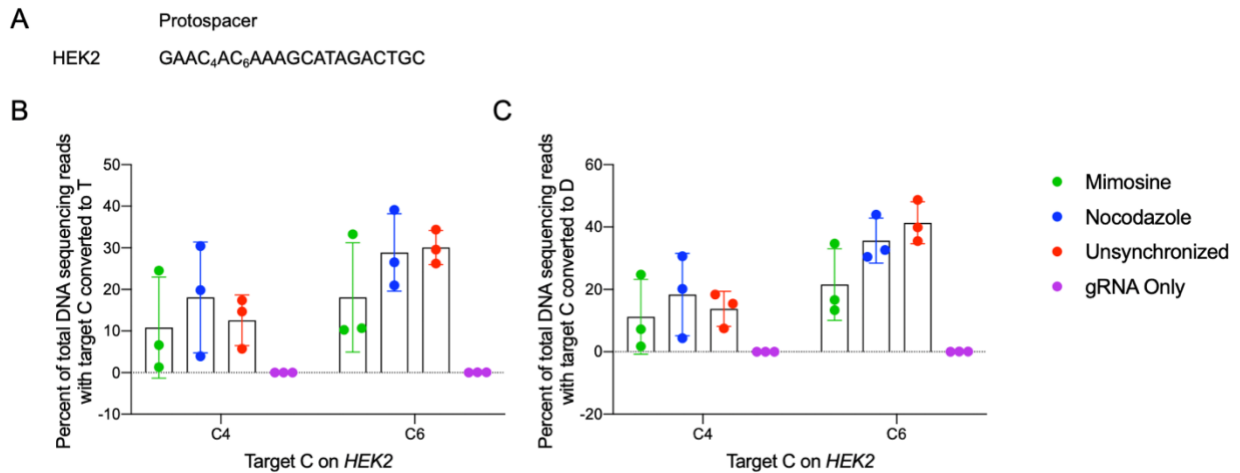 A
Protospacer
HEK2 GAAC₄AC₆AAAGCATAGACTGC
B
Percent of total DNA sequencing reads
with target C converted to T
50
40
30
20
10
0
-10
C4 C6
Target C on HEK2
C
Percent of total DNA sequencing reads
with target C converted to D
60
40
20
0
-20
C4 C6
Target C on HEK2
Mimosine
Nocodazole
Unsynchronized
gRNA Only